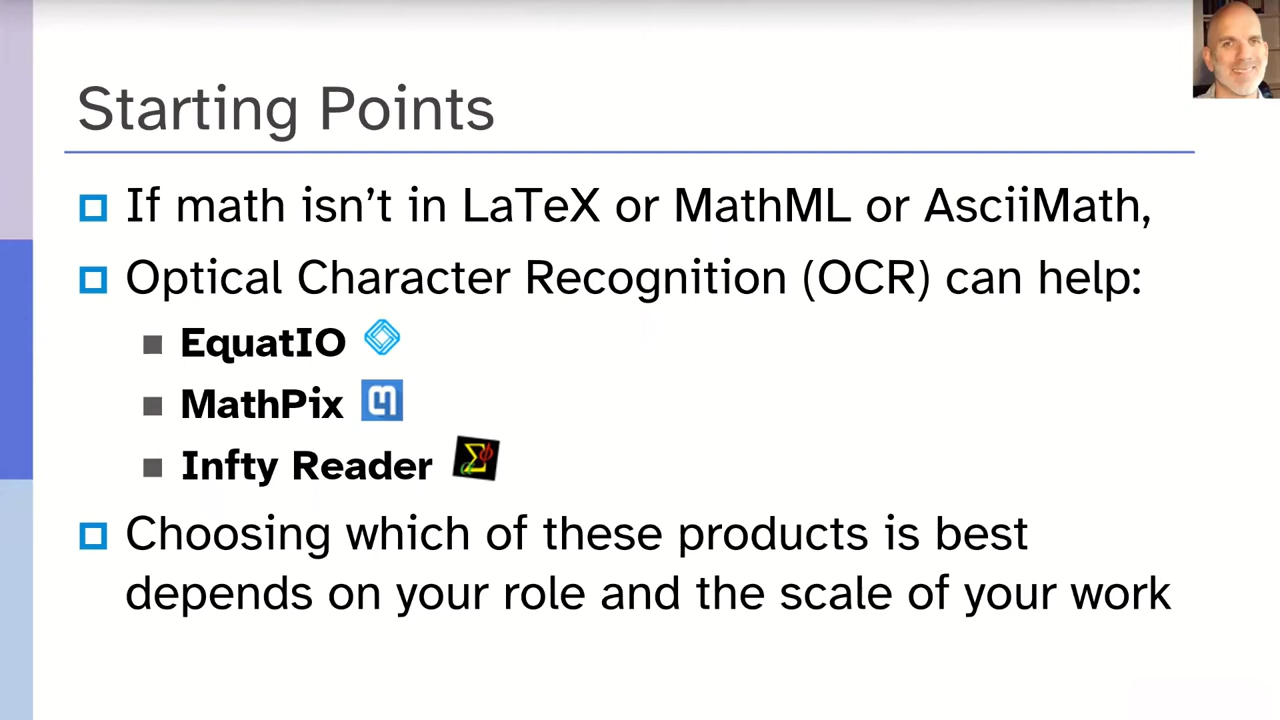 Starting Points
If math isn’t in LaTeX or MathML or AsciiMath,
Optical Character Recognition (OCR) can help:
EquatIO
MathPix
Infty Reader
Choosing which of these products is best
depends on your role and the scale of your work